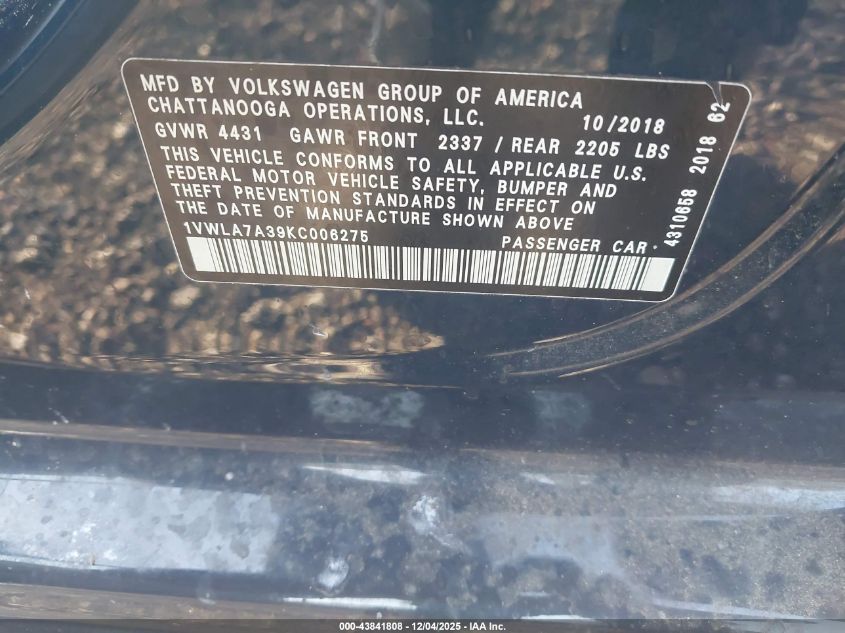 MFD BY VOLKSWAGEN GROUP OF AMERICA
CHATTANOOGA OPERATIONS, LLC. 10/2018
GVWR 4431 GAWR FRONT 2337 / REAR 2205 LBS
THIS VEHICLE CONFORMS TO ALL APPLICABLE U.S.
FEDERAL MOTOR VEHICLE SAFETY, BUMPER AND
THEFT PREVENTION STANDARDS IN EFFECT ON
THE DATE OF MANUFACTURE SHOWN ABOVE
1VWLA7A39KC006275 PASSENGER CAR
4310658 2018 62
000-43841808 - 12/04/2025 - IAA Inc.